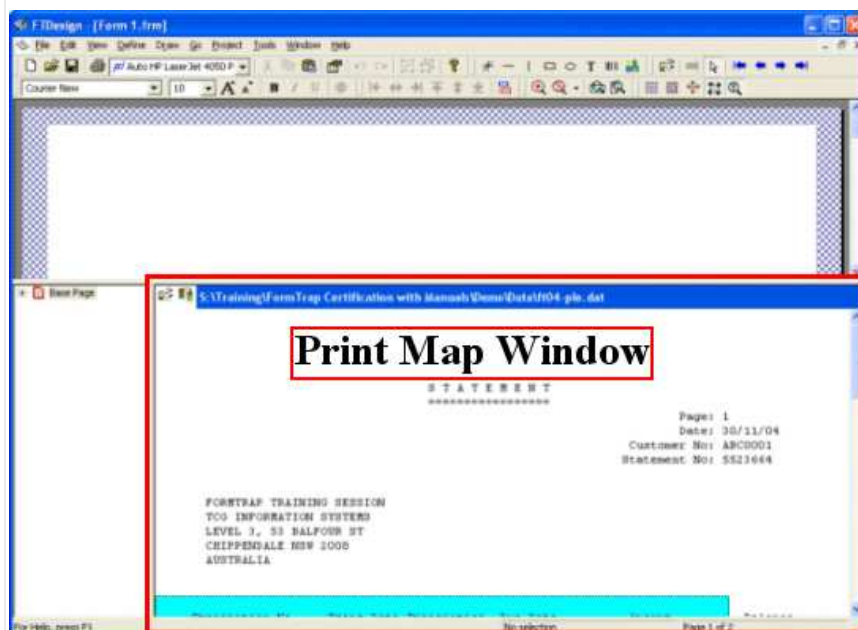 FTDesign - [Form 1.frm]
File Edit View Define Draw Go Project Tools Window Help
Auto HP LaserJet 4050 P
Courier New 10
Base Page
S:\Training\FormTrap Certification with Manuals\Demo\Data\ft04-ple.dat
Print Map Window
S T A T E M E N T
=================
Page: 1
Date: 30/11/04
Customer No: ABC0001
Statement No: SS23664
FORMTRAP TRAINING SESSION
TCG INFORMATION SYSTEMS
LEVEL 3, 53 BALFOUR ST
CHIPPENDALE NSW 2008
AUSTRALIA
For Help, press F1 No selection Page 1 of 2